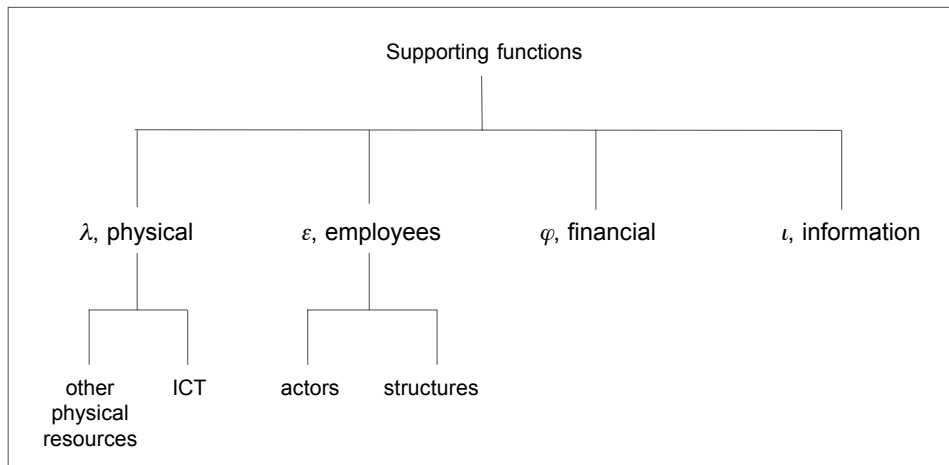 Supporting functions
λ, physical
ε, employees
φ, financial
ι, information
other
physical
resources
ICT
actors
structures